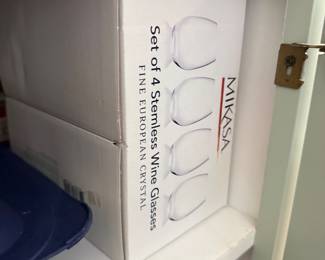 MIKASA
Set of 4 Stemless Wine Glasses
FINE EUROPEAN CRYSTAL